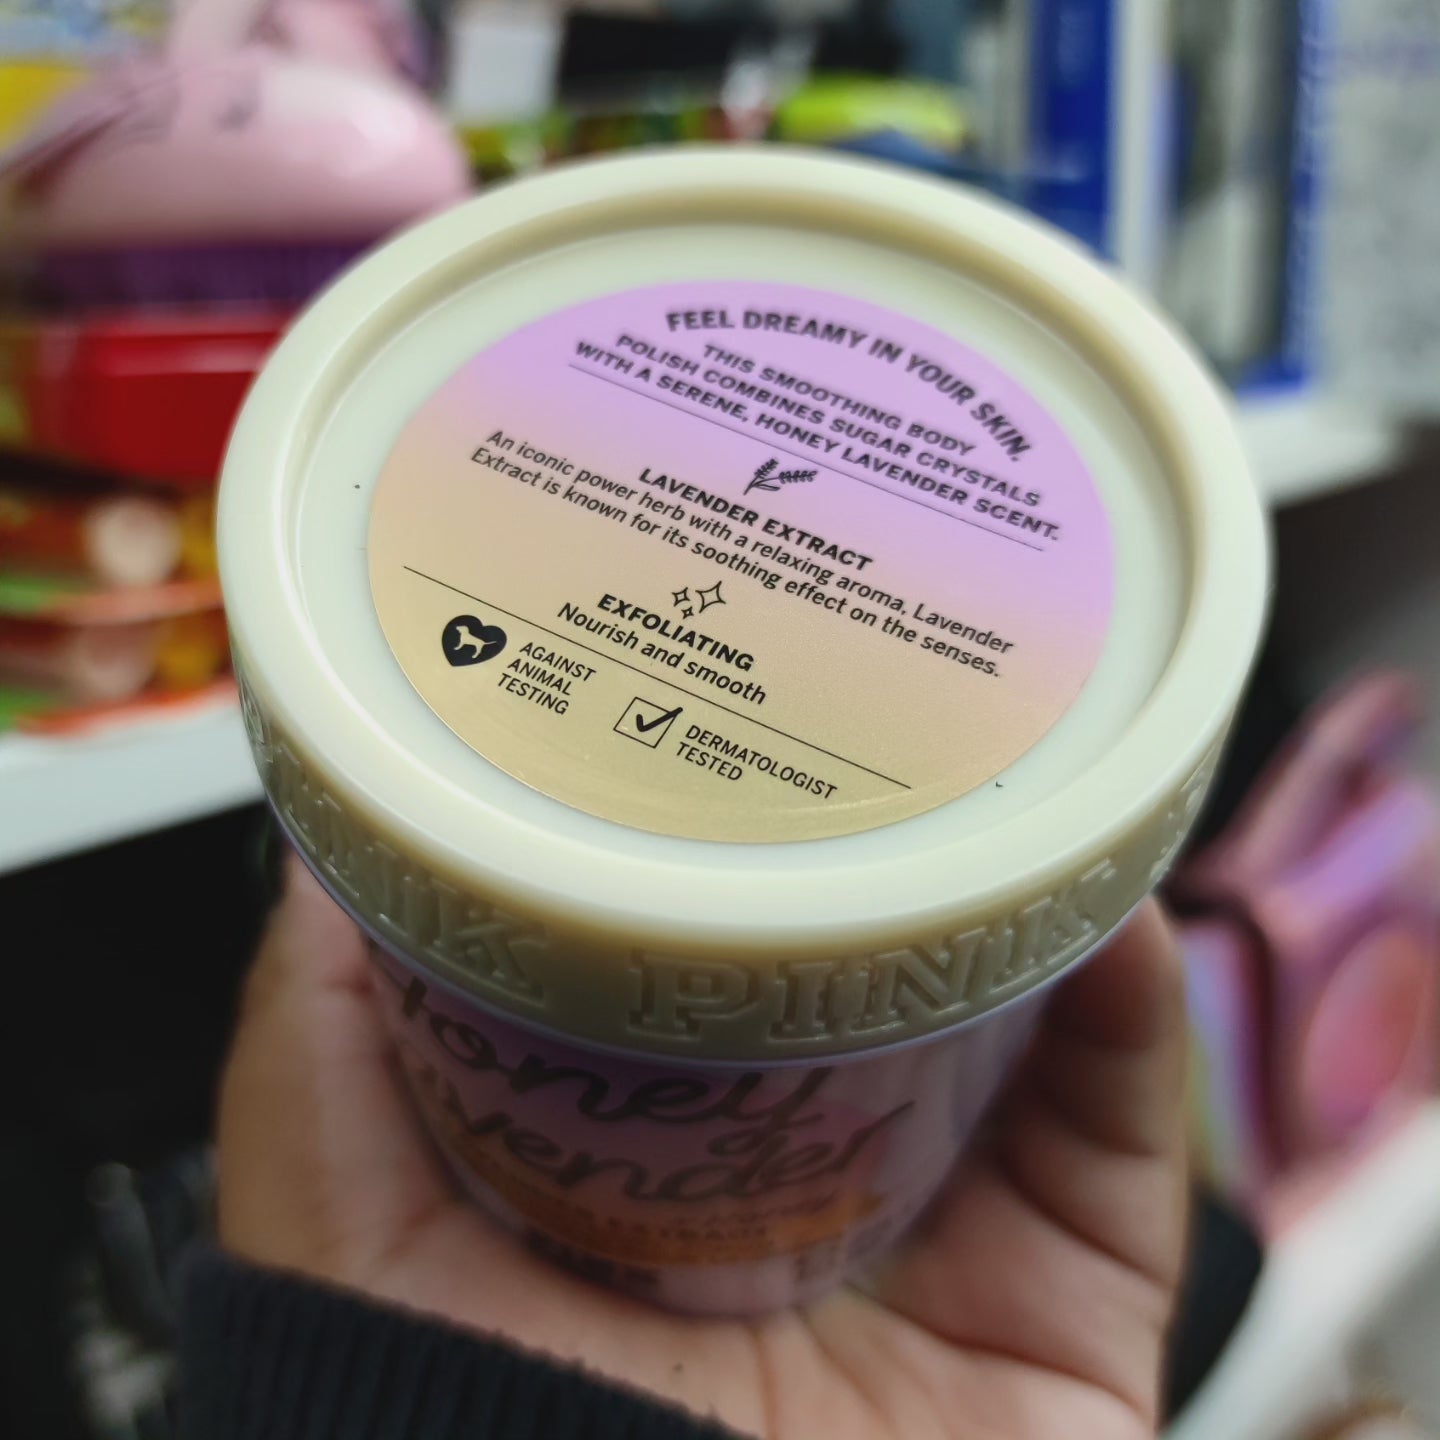 FEEL DREAMY IN YOUR SKIN.
THIS SMOOTHING BODY
POLISH COMBINES SUGAR CRYSTALS
WITH A SERENE, HONEY LAVENDER SCENT.
LAVENDER EXTRACT
An iconic power herb with a relaxing aroma, Lavender
Extract is known for its soothing effect on the senses.
EXFOLIATING
Nourish and smooth
AGAINST
ANIMAL
TESTING
DERMATOLOGIST
TESTED
PINK PINK
Honey